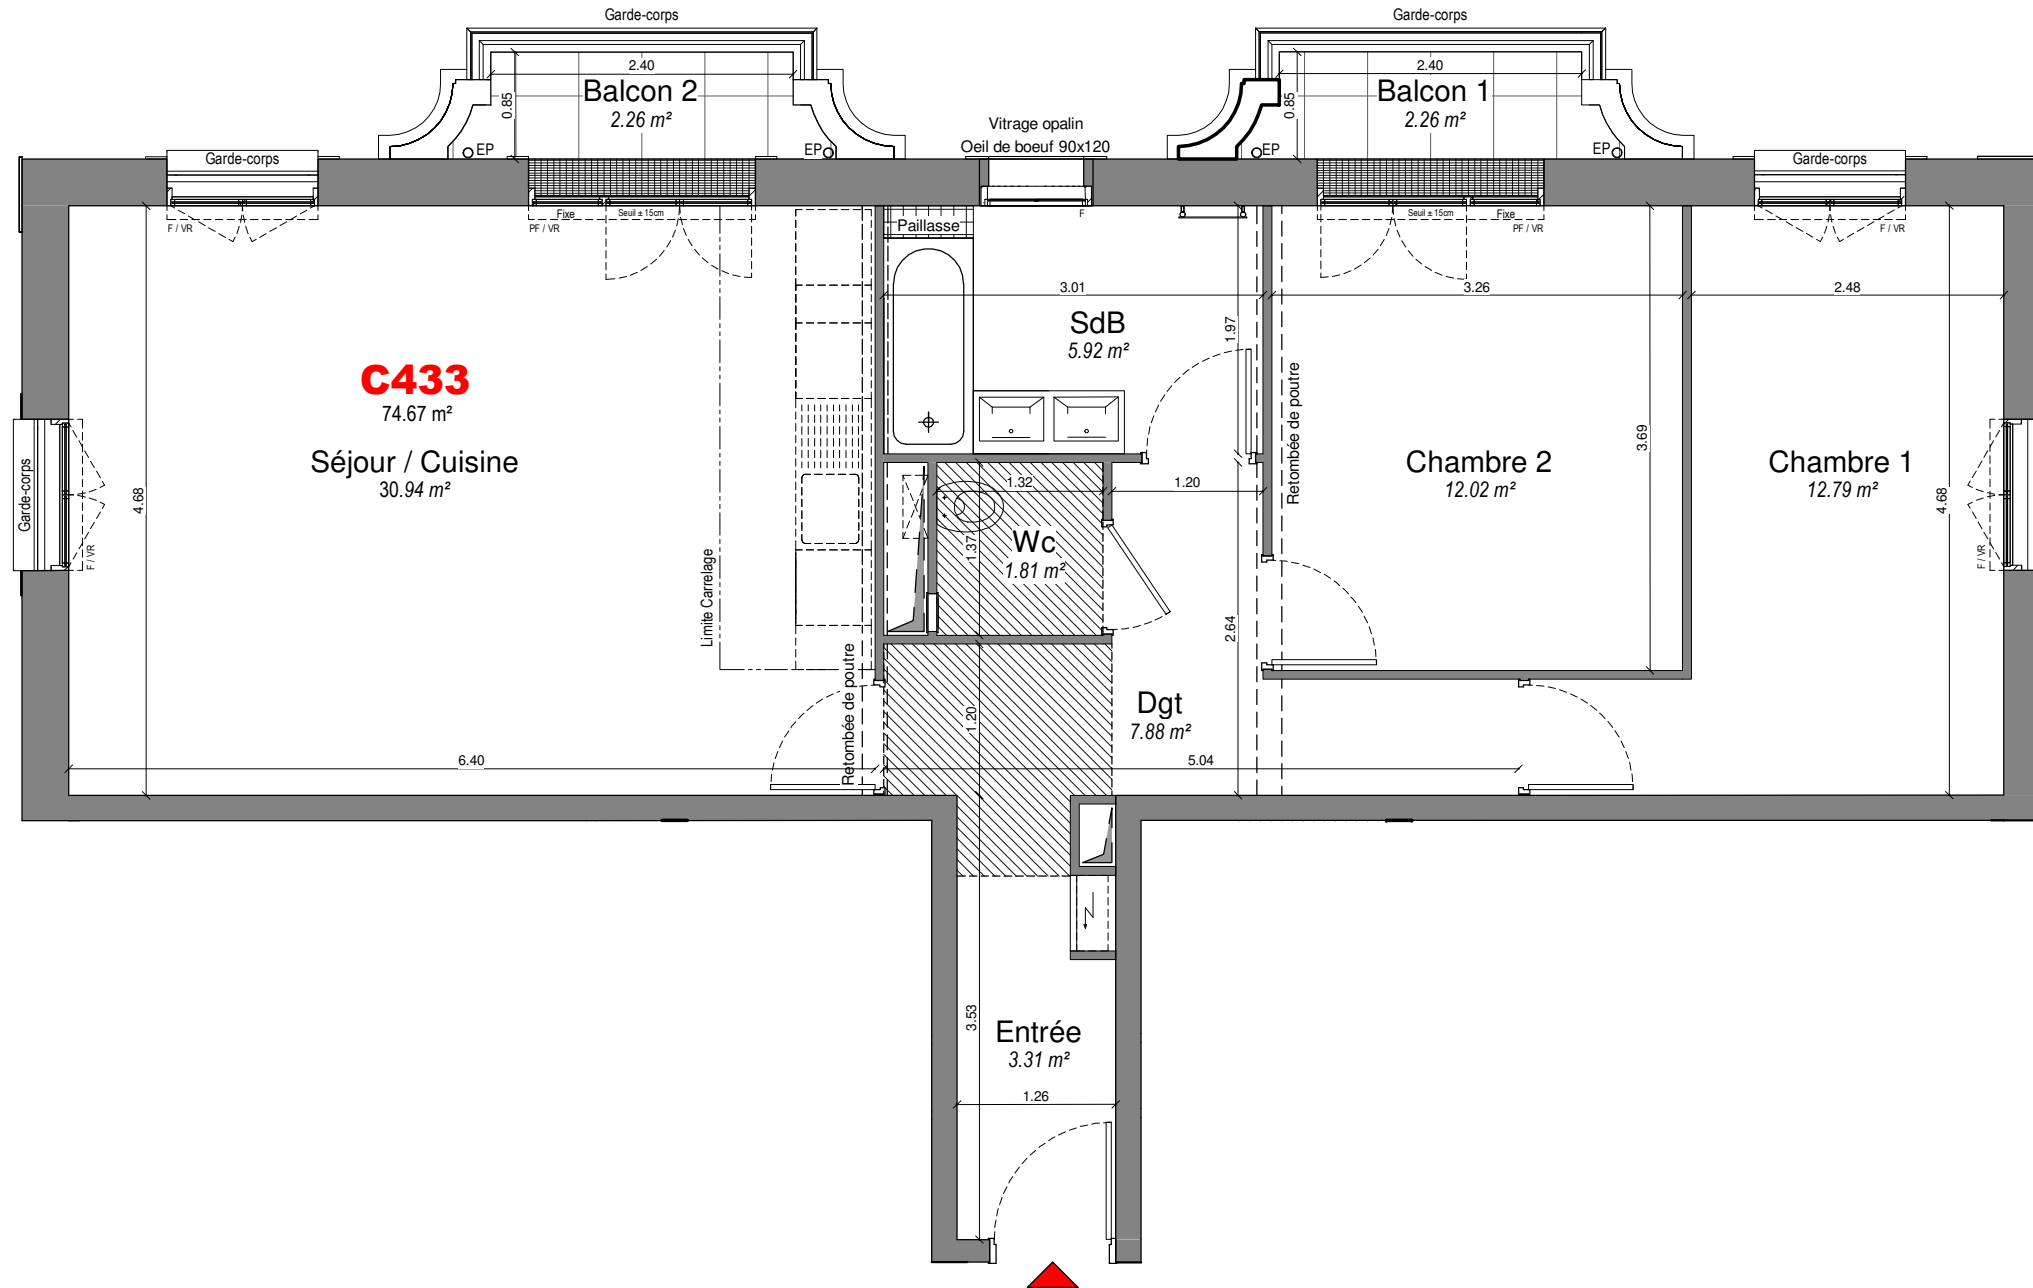 Garde-corps
Garde-corps
2.40
2.40
Balcon 2
2.26 m²
0.85
Balcon 1
2.26 m²
0.85
EP
EP
EP
EP
Vitrage opalin
Oeil de boeuf 90x120
Garde-corps
Garde-corps
F / VR
Fixe
Seuil ± 15cm
PF / VR
F
Seuil ± 15cm
Fixe
PF / VR
F / VR
Paillasse
3.01
3.26
2.48
SdB
5.92 m²
1.97
C433
74.67 m²
Séjour / Cuisine
30.94 m²
Garde-corps
F / VR
4.68
Retombée de poutre
3.69
Chambre 2
12.02 m²
Chambre 1
12.79 m²
4.68
F / VR
1.32
1.20
1.37
Wc
1.81 m²
Limite Carrelage
2.64
Retombée de poutre
1.20
Dgt
7.88 m²
6.40
5.04
3.53
Entrée
3.31 m²
1.26